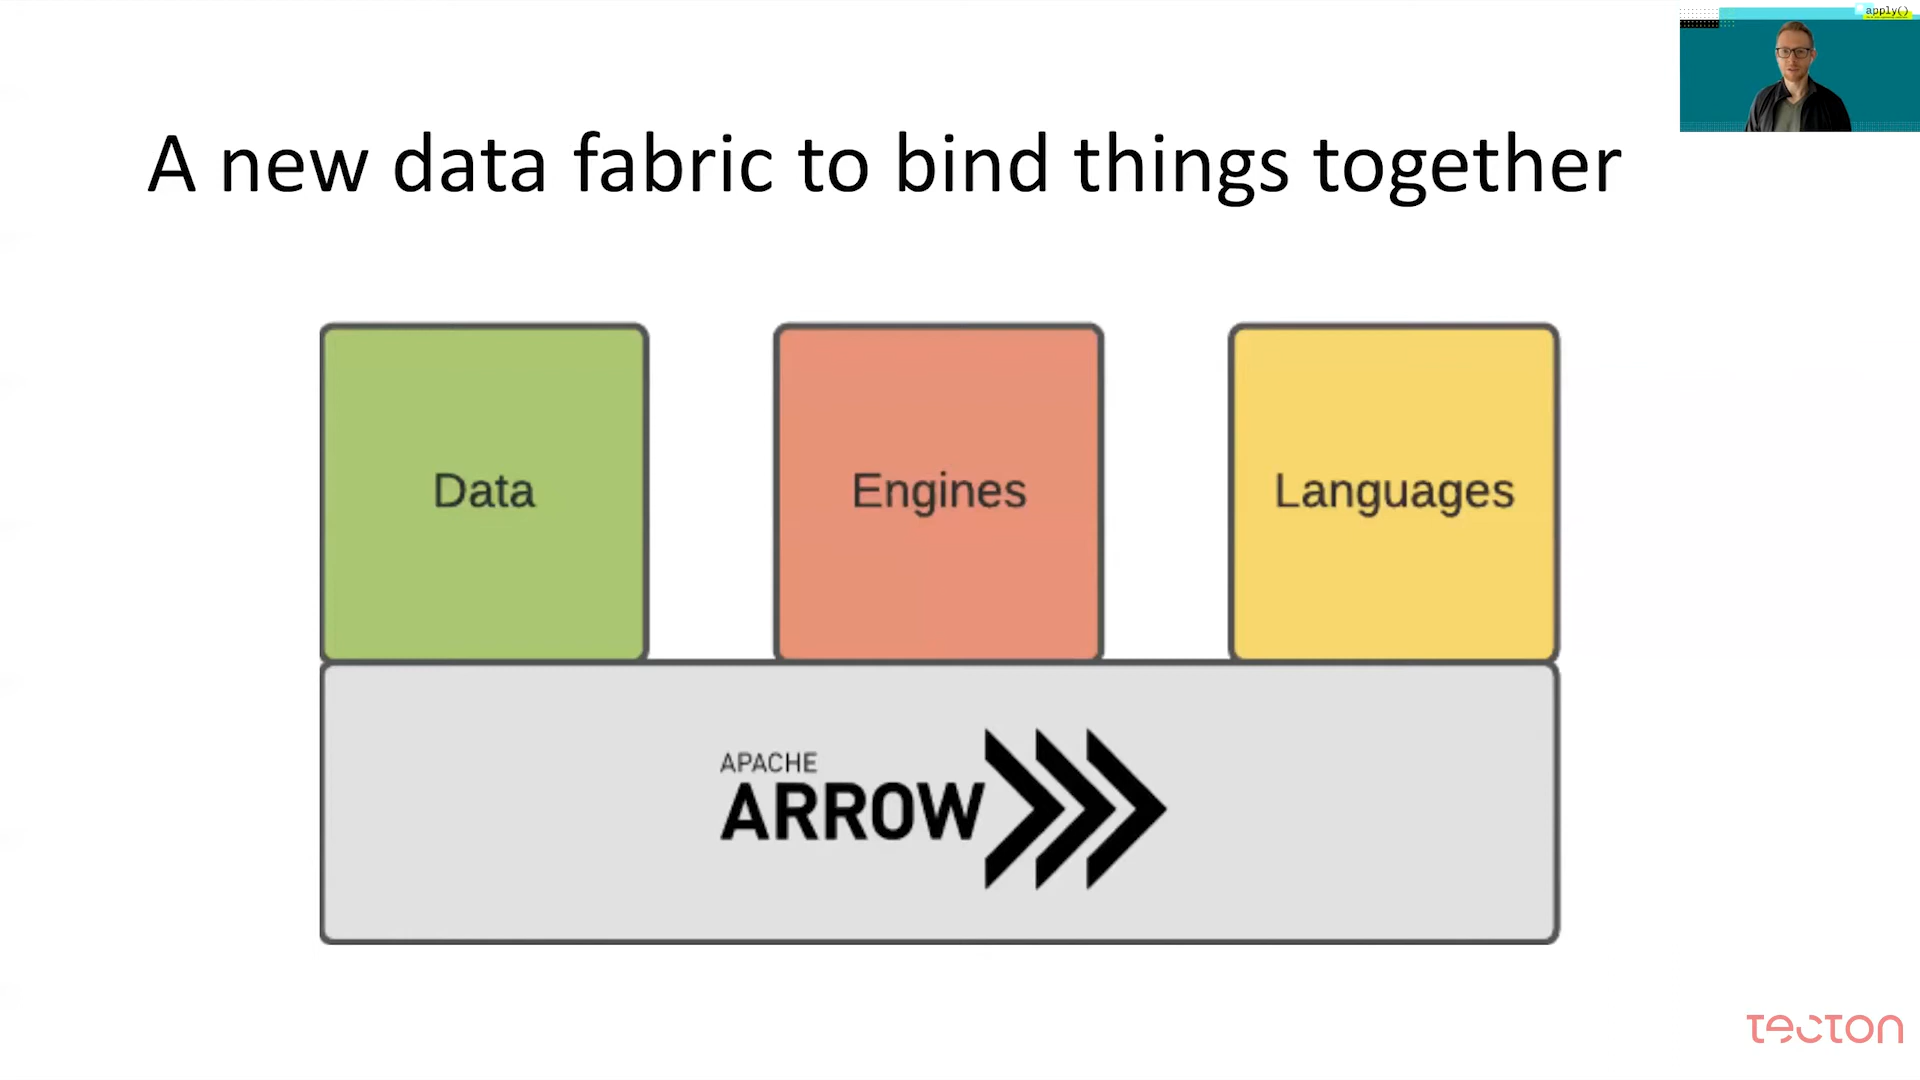 apply()
A new data fabric to bind things together
Data
Engines
Languages
APACHE
ARROW
tecton